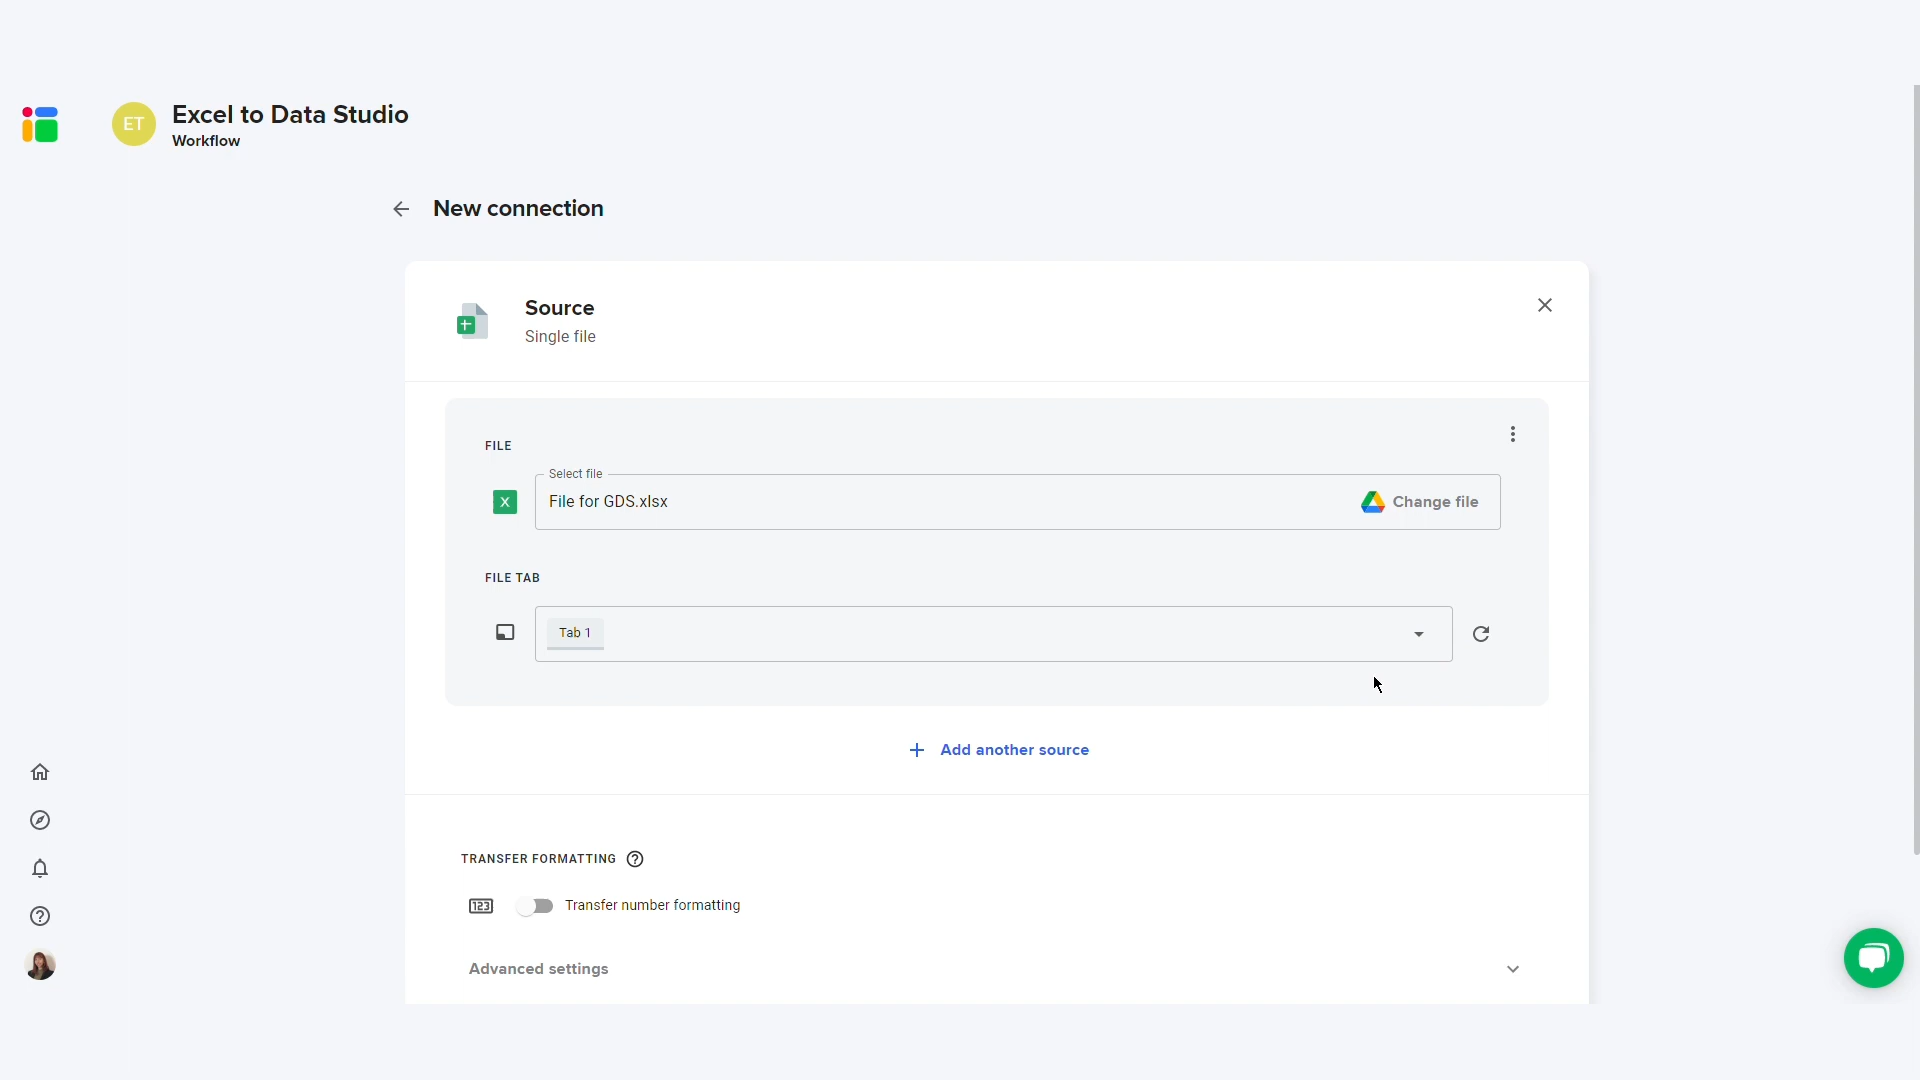 ET
Excel to Data Studio
Workflow
New connection
Source
Single file
FILE
Select file
X
File for GDS.xlsx
Change file
FILE TAB
Tab 1
Add another source
TRANSFER FORMATTING
123
Transfer number formatting
Advanced settings